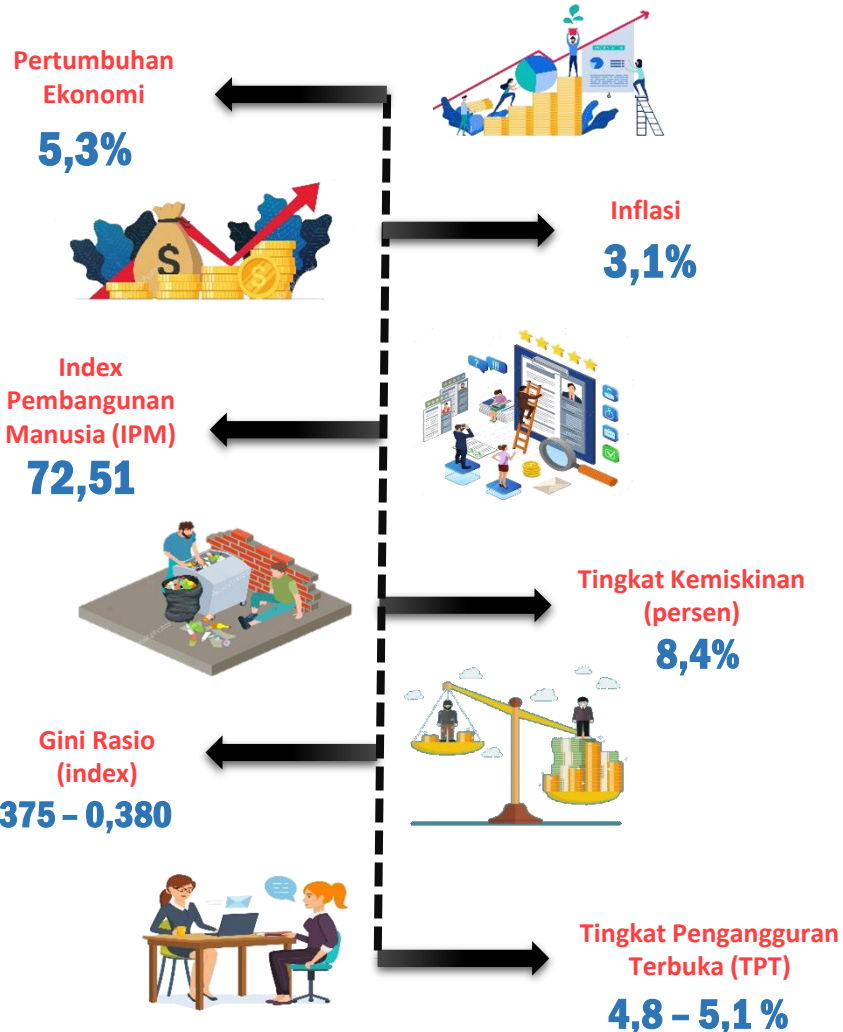 Pertumbuhan
Ekonomi
5,3%
Inflasi
3,1%
Index
Pembangunan
Manusia (IPM)
72,51
Tingkat Kemiskinan
(persen)
8,4%
Gini Rasio
(index)
375 – 0,380
Tingkat Pengangguran
Terbuka (TPT)
4,8 – 5,1 %